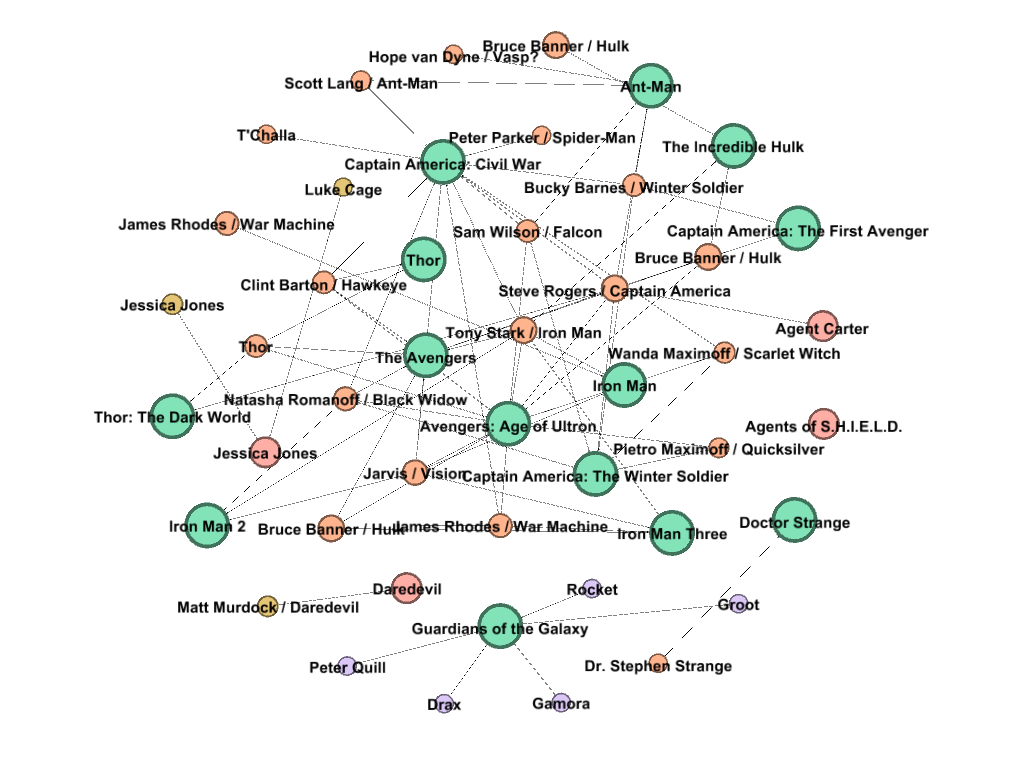 Bruce Banner / Hulk
Hope van Dyne / Vasp?
Scott Lang / Ant-Man
Ant-Man
T'Challa
Peter Parker / Spider-Man
The Incredible Hulk
Captain America: Civil War
Luke Cage
Bucky Barnes / Winter Soldier
James Rhodes / War Machine
Sam Wilson / Falcon
Captain America: The First Avenger
Thor
Bruce Banner / Hulk
Clint Barton / Hawkeye
Steve Rogers / Captain America
Jessica Jones
Tony Stark / Iron Man
Agent Carter
Thor
The Avengers
Wanda Maximoff / Scarlet Witch
Iron Man
Natasha Romanoff / Black Widow
Thor: The Dark World
Avengers: Age of Ultron
Agents of S.H.I.E.L.D.
Jessica Jones
Pietro Maximoff / Quicksilver
Jarvis / Vision
Captain America: The Winter Soldier
Iron Man 2
Bruce Banner / Hulk
James Rhodes / War Machine
Iron Man Three
Doctor Strange
Daredevil
Rocket
Matt Murdock / Daredevil
Groot
Guardians of the Galaxy
Peter Quill
Dr. Stephen Strange
Drax
Gamora